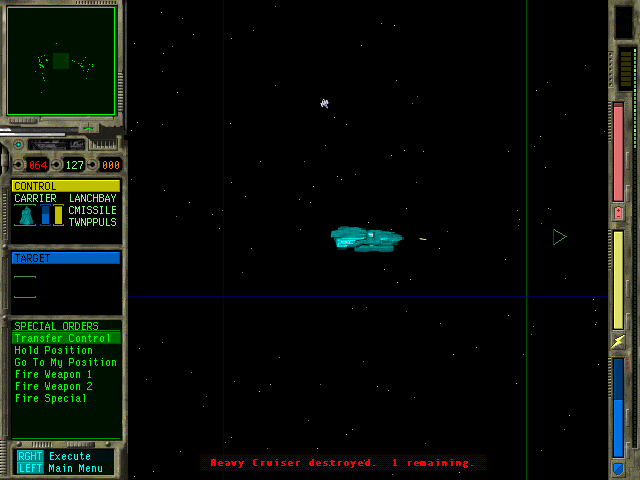 064 127 000
CONTROL
CARRIER LANCHBAY
CMISSILE
TWNPPULS
TARGET
SPECIAL ORDERS
Transfer Control
Hold Position
Go To My Position
Fire Weapon 1
Fire Weapon 2
Fire Special
RGHT Execute
LEFT Main Menu
Heavy Cruiser destroyed. 1 remaining.